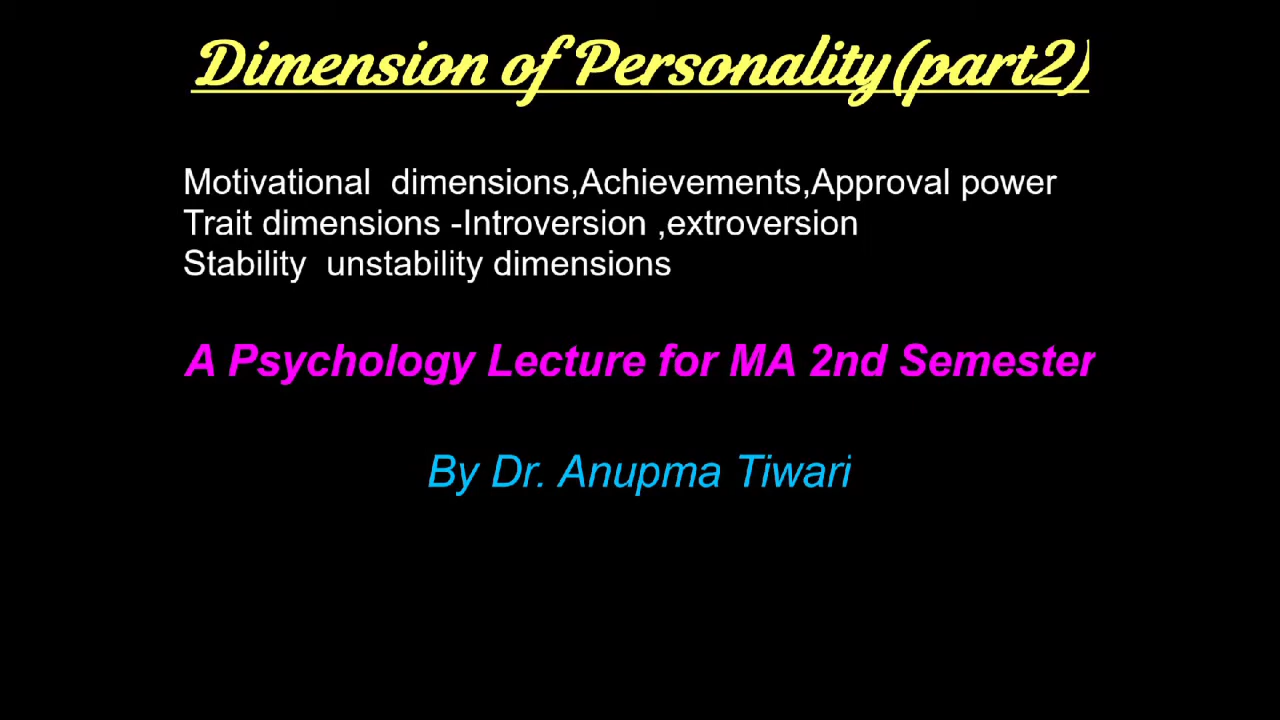 Dimension of Personality(part2)
Motivational  dimensions,Achievements,Approval power
Trait dimensions -Introversion ,extroversion
Stability  unstability dimensions
A Psychology Lecture for MA 2nd Semester
By Dr. Anupma Tiwari